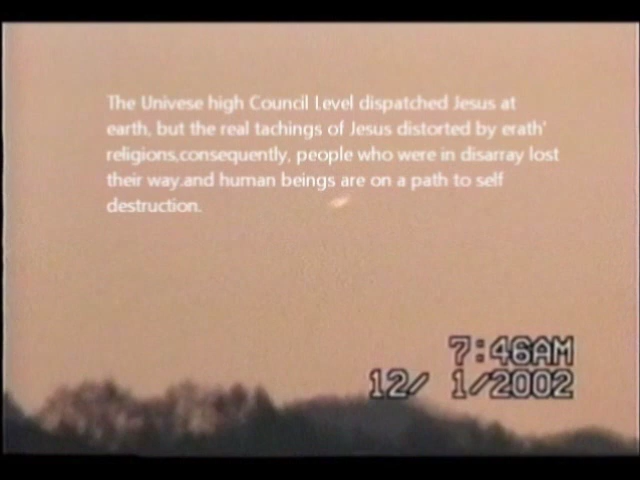 The Univese high Council Level dispatched Jesus at
earth, but the real tachings of Jesus distorted by erath'
religions,consequently, people who were in disarray lost
their way.and human beings are on a path to self
destruction.
7:46AM
12/ 1/2002